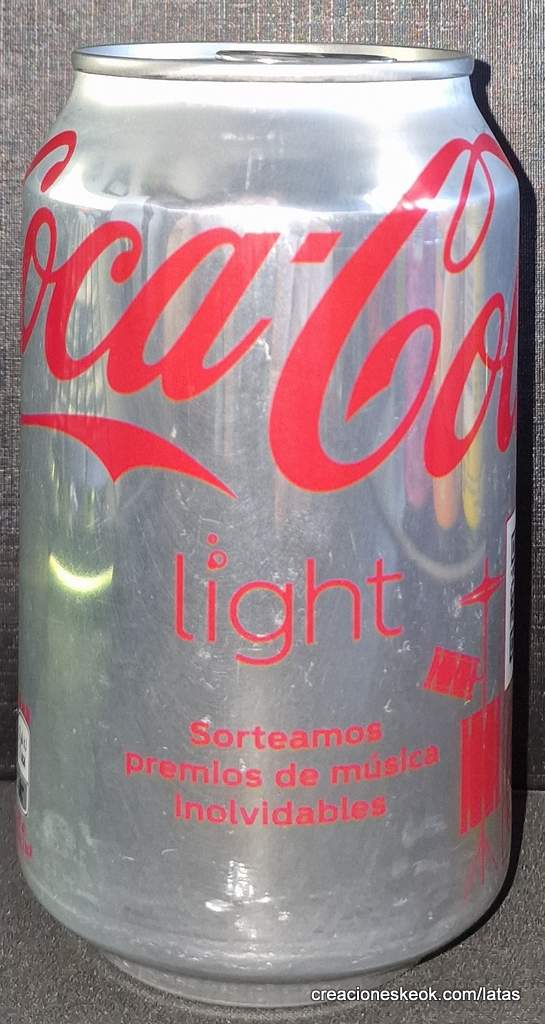 Coca-Cola
light
Sorteamos
premios de música
inolvidables
creacioneskeok.com/latas